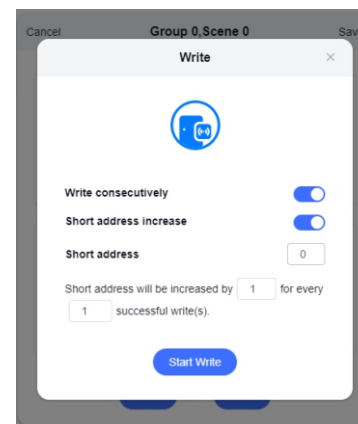 Cancel Group 0,Scene 0 Sav
Write
Write consecutively
Short address increase
Short address 0
Short address will be increased by 1 for every
1 successful write(s).
Start Write